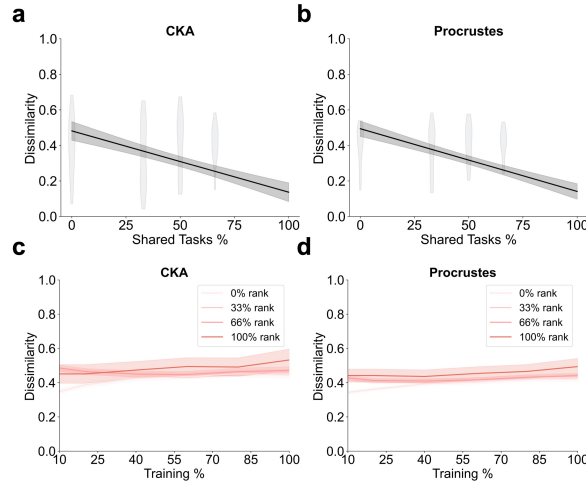 a
CKA
Dissimilarity
1.0
0.8
0.6
0.4
0.2
0.0
0 25 50 75 100
Shared Tasks %
b
Procrustes
Dissimilarity
1.0
0.8
0.6
0.4
0.2
0.0
0 25 50 75 100
Shared Tasks %
c
CKA
Dissimilarity
1.0
0.8
0.6
0.4
0.2
0.0
0% rank
33% rank
66% rank
100% rank
10 25 40 55 70 85 100
Training %
d
Procrustes
Dissimilarity
1.0
0.8
0.6
0.4
0.2
0.0
0% rank
33% rank
66% rank
100% rank
10 25 40 55 70 85 100
Training %